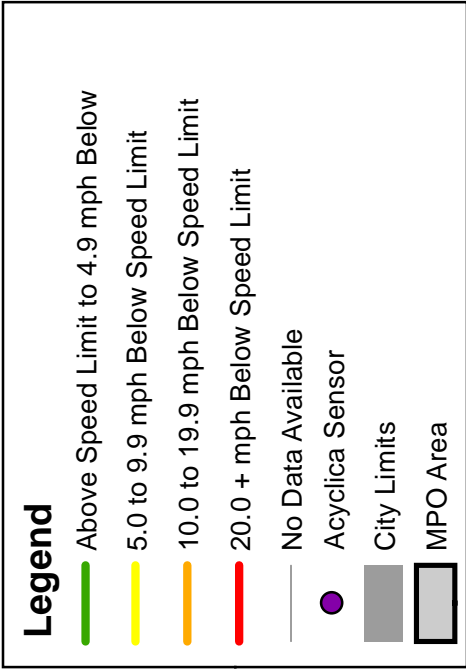 Legend
Above Speed Limit to 4.9 mph Below
5.0 to 9.9 mph Below Speed Limit
10.0 to 19.9 mph Below Speed Limit
20.0 + mph Below Speed Limit
No Data Available
Acyclica Sensor
City Limits
MPO Area